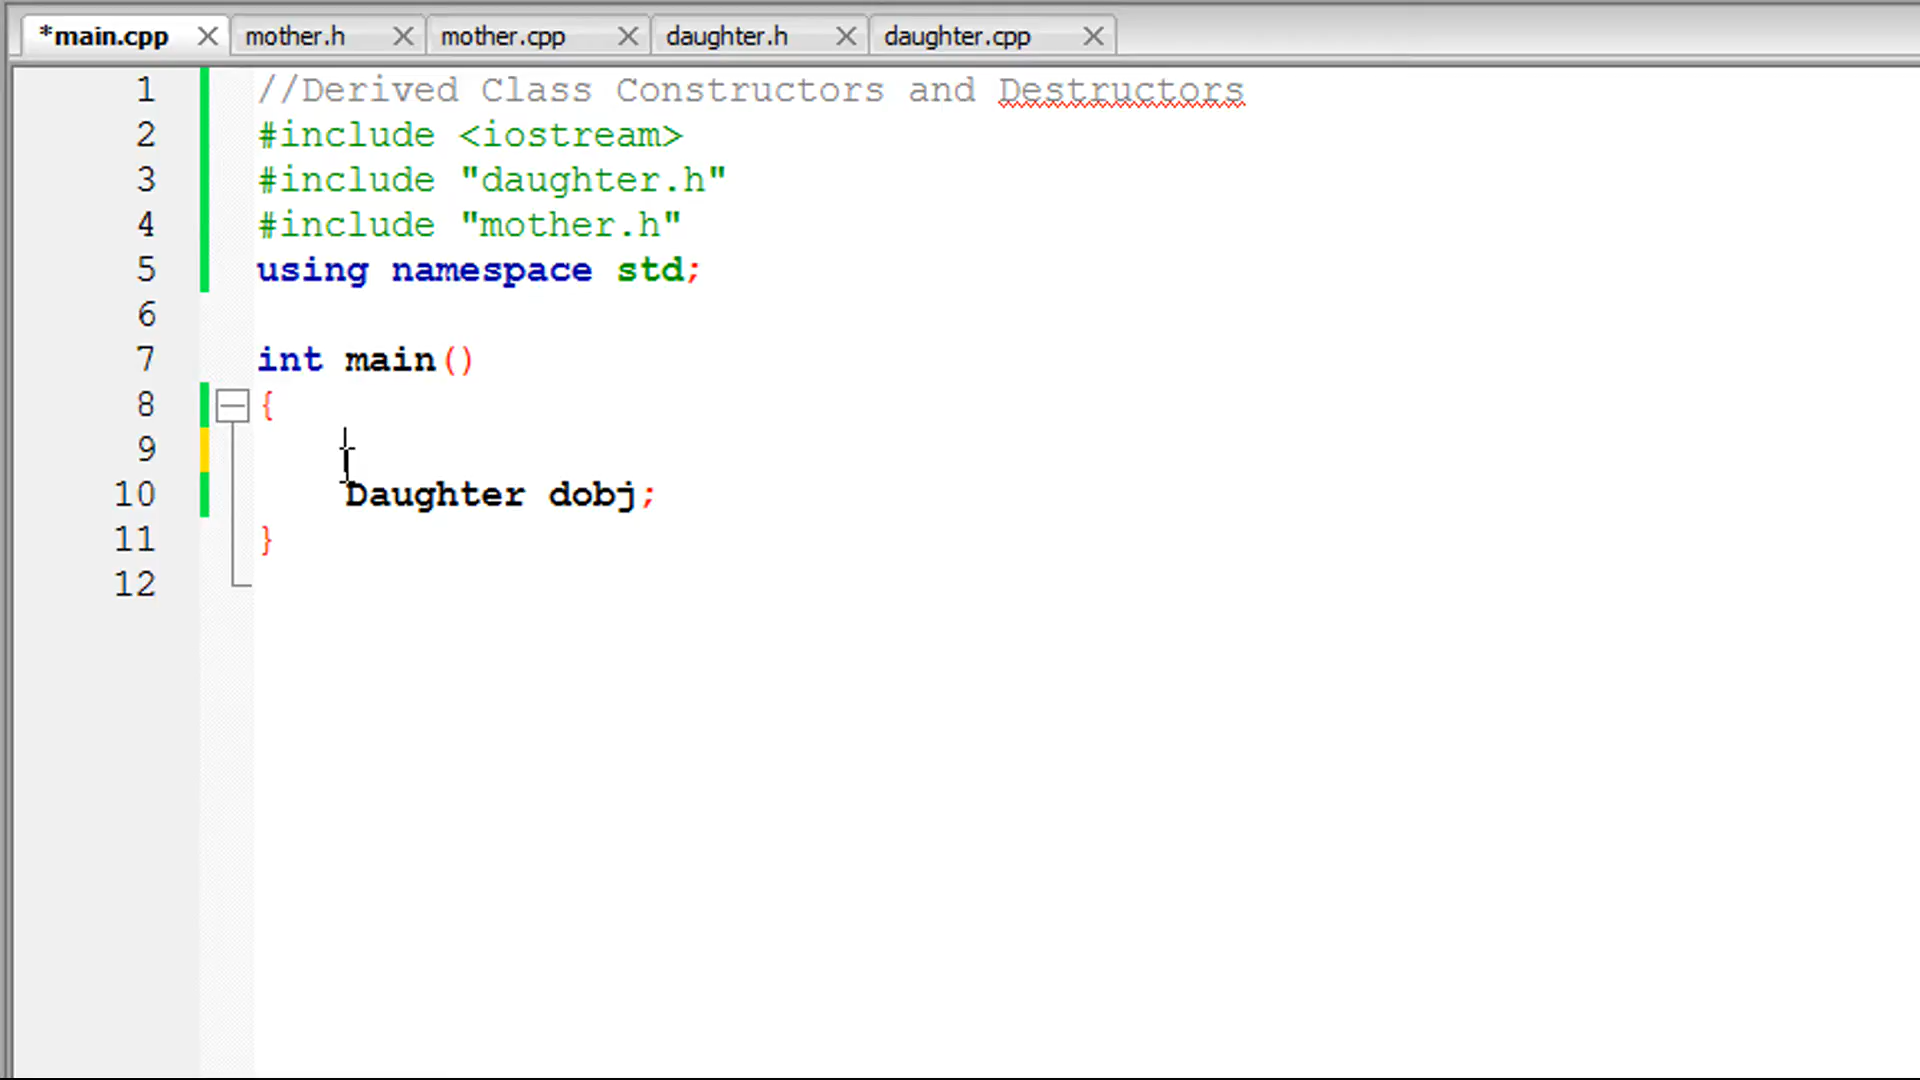 *main.cpp mother.h mother.cpp daughter.h daughter.cpp
1 //Derived Class Constructors and Destructors
2 #include <iostream>
3 #include "daughter.h"
4 #include "mother.h"
5 using namespace std;
6
7 int main()
8 {
9
10 Daughter dobj;
11 }
12